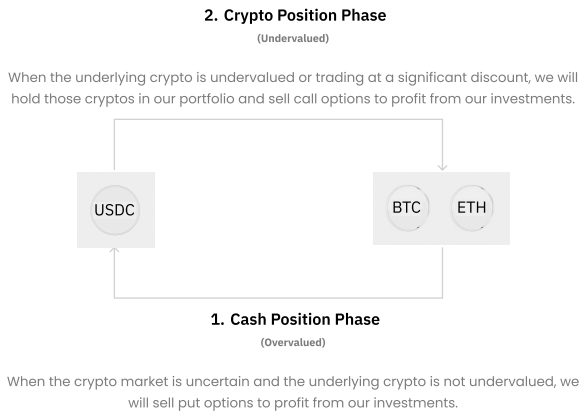 2. Crypto Position Phase
(Undervalued)
When the underlying crypto is undervalued or trading at a significant discount, we will
hold those cryptos in our portfolio and sell call options to profit from our investments.
USDC
BTC
ETH
1. Cash Position Phase
(Overvalued)
When the crypto market is uncertain and the underlying crypto is not undervalued, we
will sell put options to profit from our investments.